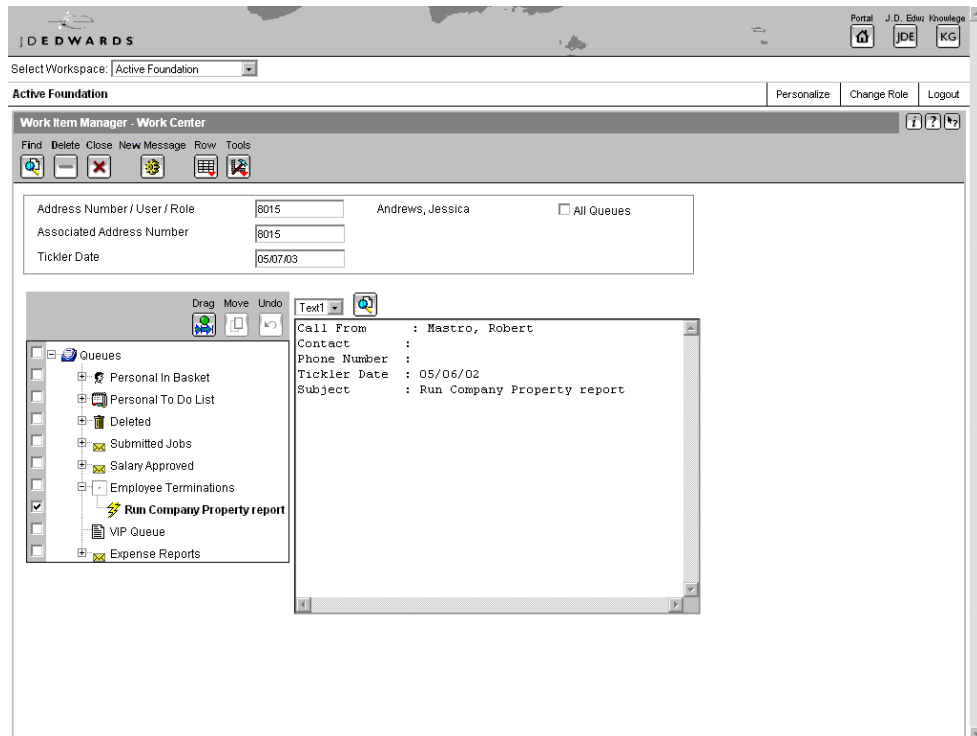 Portal J.D. Edwa Knowlege
JDEDWARDS
JDE KG
Select Workspace: Active Foundation
Active Foundation Personalize Change Role Logout
Work Item Manager - Work Center i ? ?
Find Delete Close New Message Row Tools
Address Number / User / Role 8015 Andrews, Jessica All Queues
Associated Address Number 8015
Tickler Date 05/07/03
Drag Move Undo Text1
Call From : Mastro, Robert
Contact :
Phone Number :
Tickler Date : 05/06/02
Subject : Run Company Property report
Queues
Personal In Basket
Personal To Do List
Deleted
Submitted Jobs
Salary Approved
Employee Terminations
Run Company Property report
VIP Queue
Expense Reports